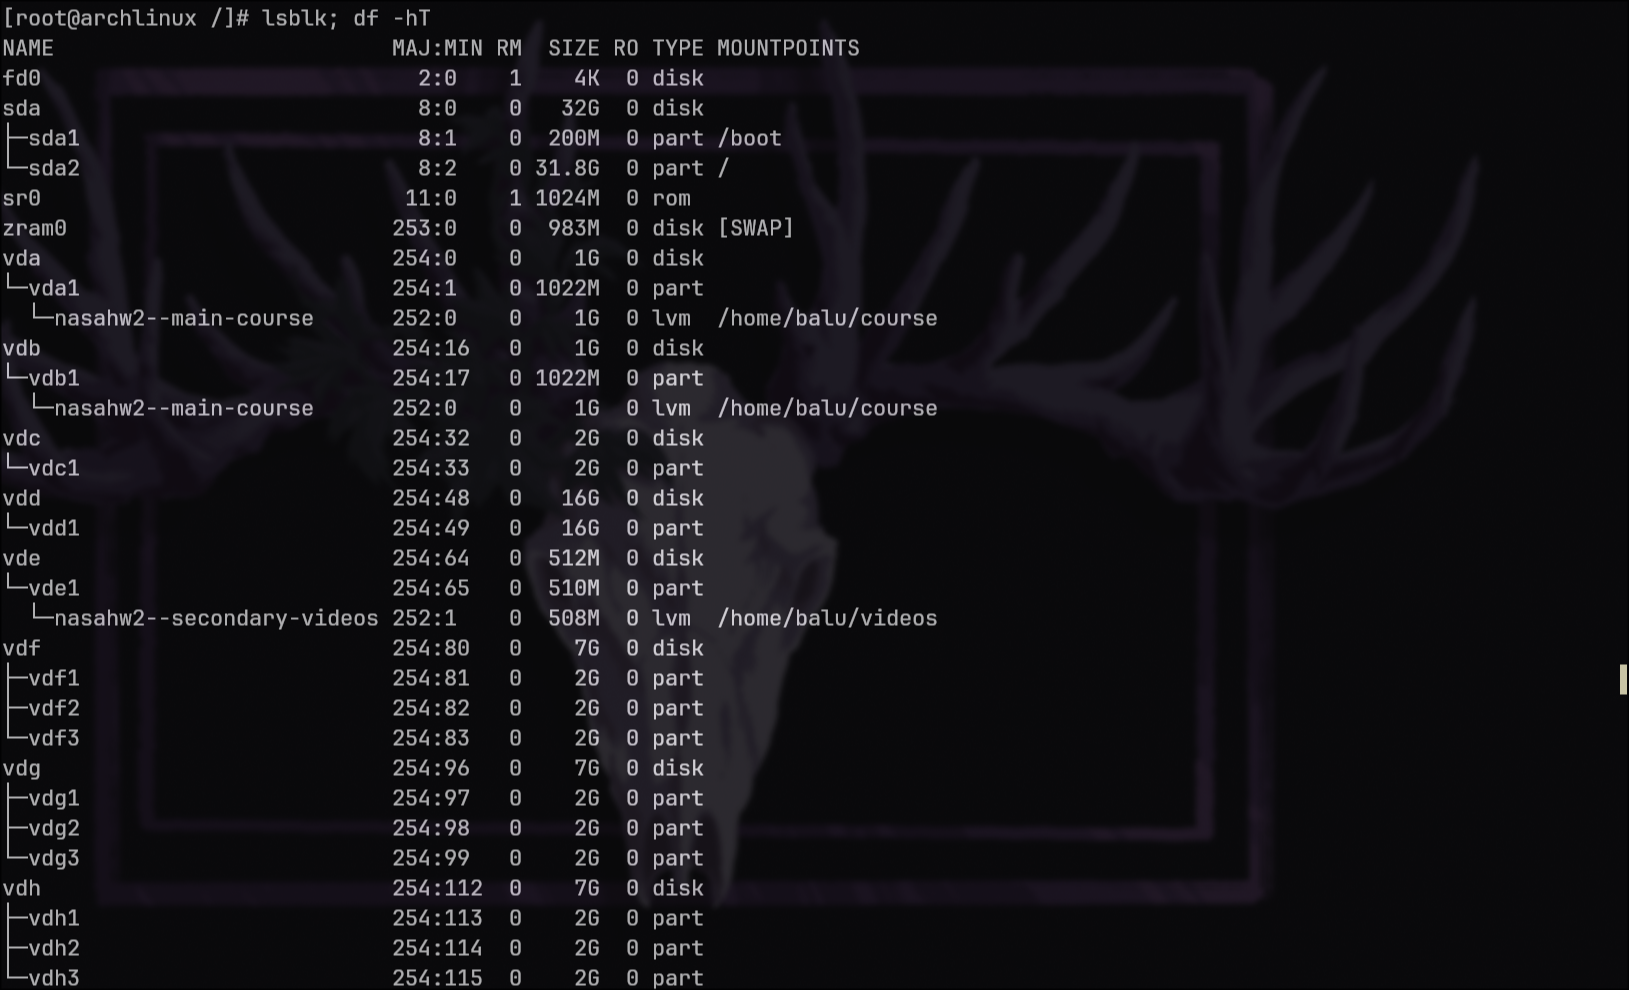 [root@archlinux /]# lsblk; df -hT
NAME                          MAJ:MIN RM  SIZE RO TYPE MOUNTPOINTS
fd0                             2:0    1    4K  0 disk
sda                             8:0    0   32G  0 disk
├─sda1                          8:1    0  200M  0 part /boot
└─sda2                          8:2    0 31.8G  0 part /
sr0                            11:0    1 1024M  0 rom
zram0                         253:0    0  983M  0 disk [SWAP]
vda                           254:0    0    1G  0 disk
└─vda1                        254:1    0 1022M  0 part
  └─nasahw2--main-course      252:0    0    1G  0 lvm  /home/balu/course
vdb                           254:16   0    1G  0 disk
└─vdb1                        254:17   0 1022M  0 part
  └─nasahw2--main-course      252:0    0    1G  0 lvm  /home/balu/course
vdc                           254:32   0    2G  0 disk
└─vdc1                        254:33   0    2G  0 part
vdd                           254:48   0   16G  0 disk
└─vdd1                        254:49   0   16G  0 part
vde                           254:64   0  512M  0 disk
└─vde1                        254:65   0  510M  0 part
  └─nasahw2--secondary-videos 252:1    0  508M  0 lvm  /home/balu/videos
vdf                           254:80   0    7G  0 disk
├─vdf1                        254:81   0    2G  0 part
├─vdf2                        254:82   0    2G  0 part
└─vdf3                        254:83   0    2G  0 part
vdg                           254:96   0    7G  0 disk
├─vdg1                        254:97   0    2G  0 part
├─vdg2                        254:98   0    2G  0 part
└─vdg3                        254:99   0    2G  0 part
vdh                           254:112  0    7G  0 disk
├─vdh1                        254:113  0    2G  0 part
├─vdh2                        254:114  0    2G  0 part
└─vdh3                        254:115  0    2G  0 part